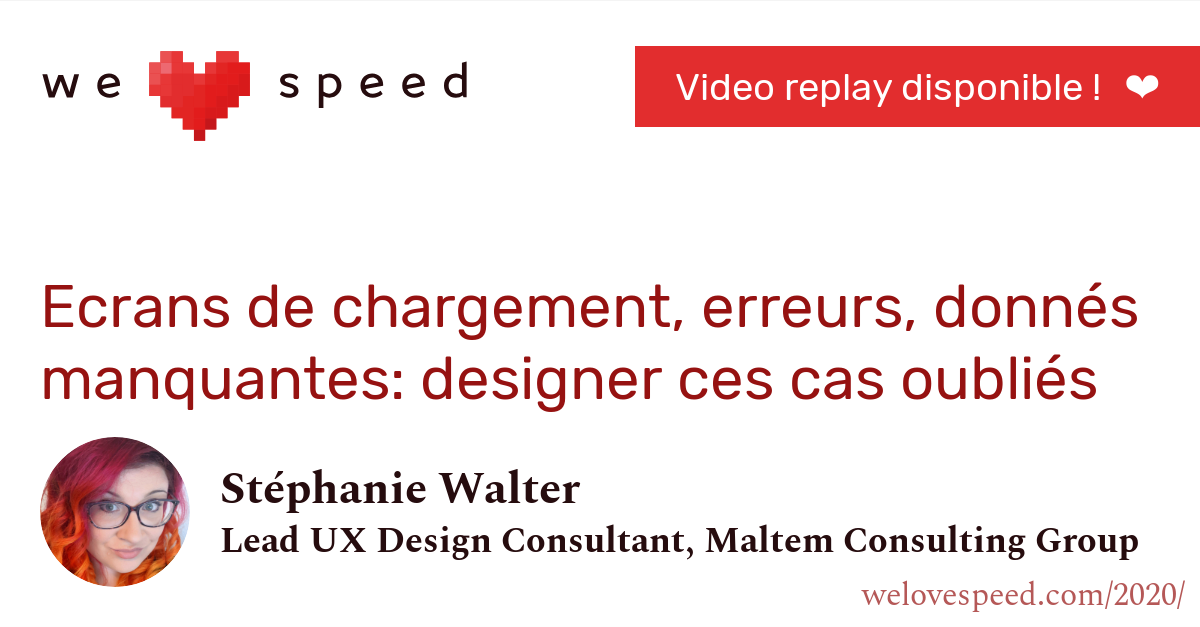 we ❤ speed
Video replay disponible ! ❤
Ecrans de chargement, erreurs, donnés
manquantes: designer ces cas oubliés
Stéphanie Walter
Lead UX Design Consultant, Maltem Consulting Group
welovespeed.com/2020/